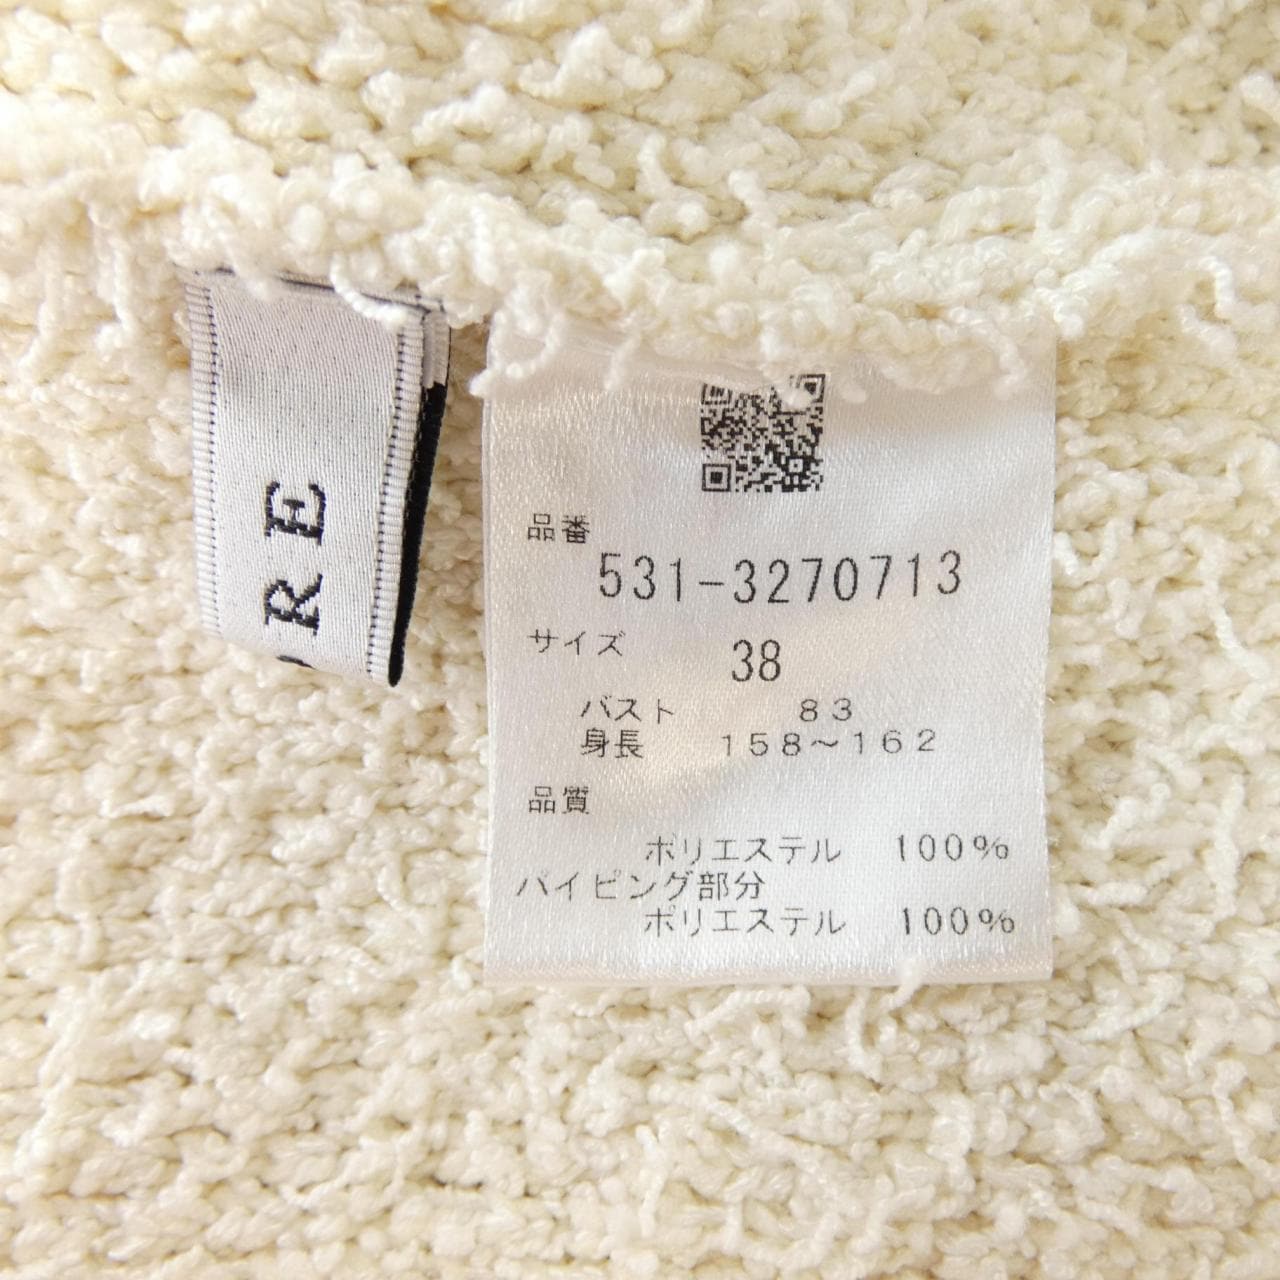 RE
品番
531-3270713
サイズ 38
バスト 83
身長 158～162
品質
ポリエステル 100%
パイピング部分
ポリエステル 100%